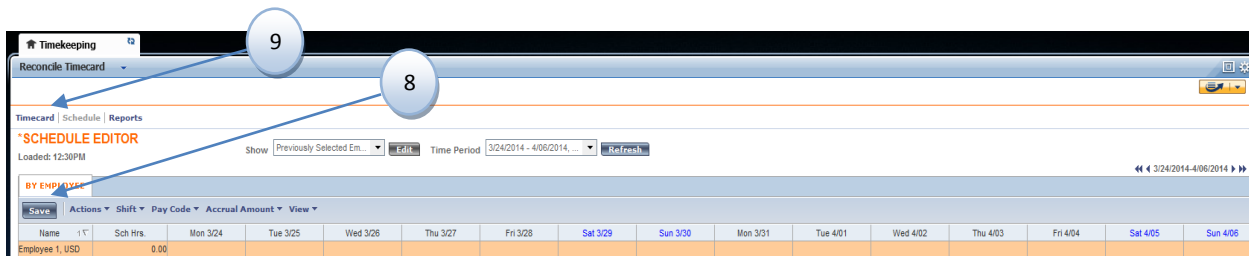 9
Timekeeping
Reconcile Timecard
8
Timecard | Schedule | Reports
*SCHEDULE EDITOR
Loaded: 12:30PM
Show Previously Selected Em... Edit Time Period 3/24/2014 - 4/06/2014, ... Refresh
3/24/2014-4/06/2014
BY EMPLOYEE
Save Actions Shift Pay Code Accrual Amount View
Name Sch Hrs. Mon 3/24 Tue 3/25 Wed 3/26 Thu 3/27 Fri 3/28 Sat 3/29 Sun 3/30 Mon 3/31 Tue 4/01 Wed 4/02 Thu 4/03 Fri 4/04 Sat 4/05 Sun 4/06
Employee 1, USD 0.00